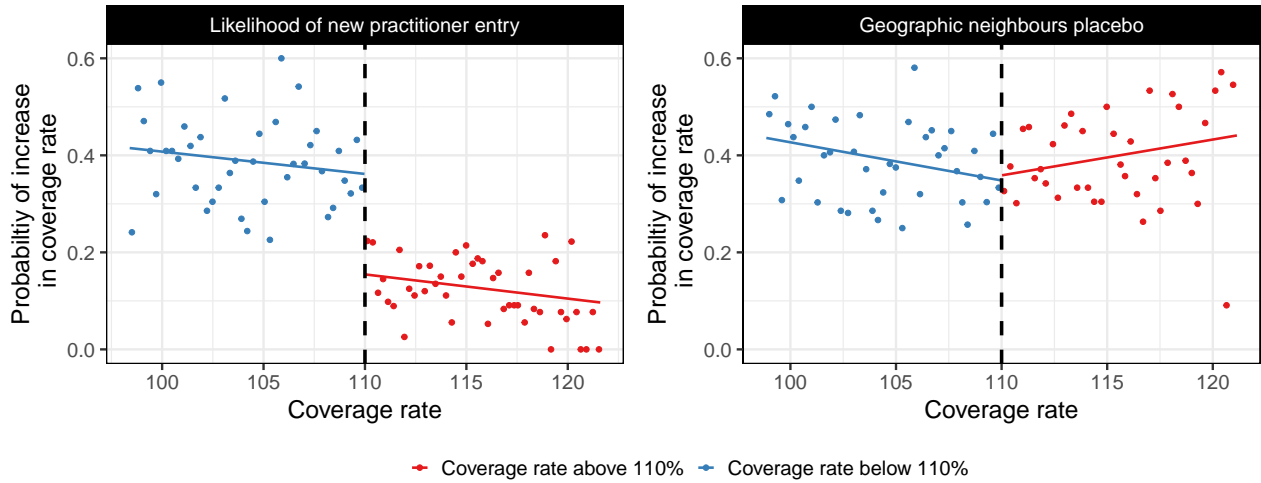 Likelihood of new practitioner entry
Probabiltiy of increase
in coverage rate
0.6
0.4
0.2
0.0
100
105
110
115
120
Coverage rate
Geographic neighbours placebo
Probabiltiy of increase
in coverage rate
0.6
0.4
0.2
0.0
100
105
110
115
120
Coverage rate
Coverage rate above 110%
Coverage rate below 110%